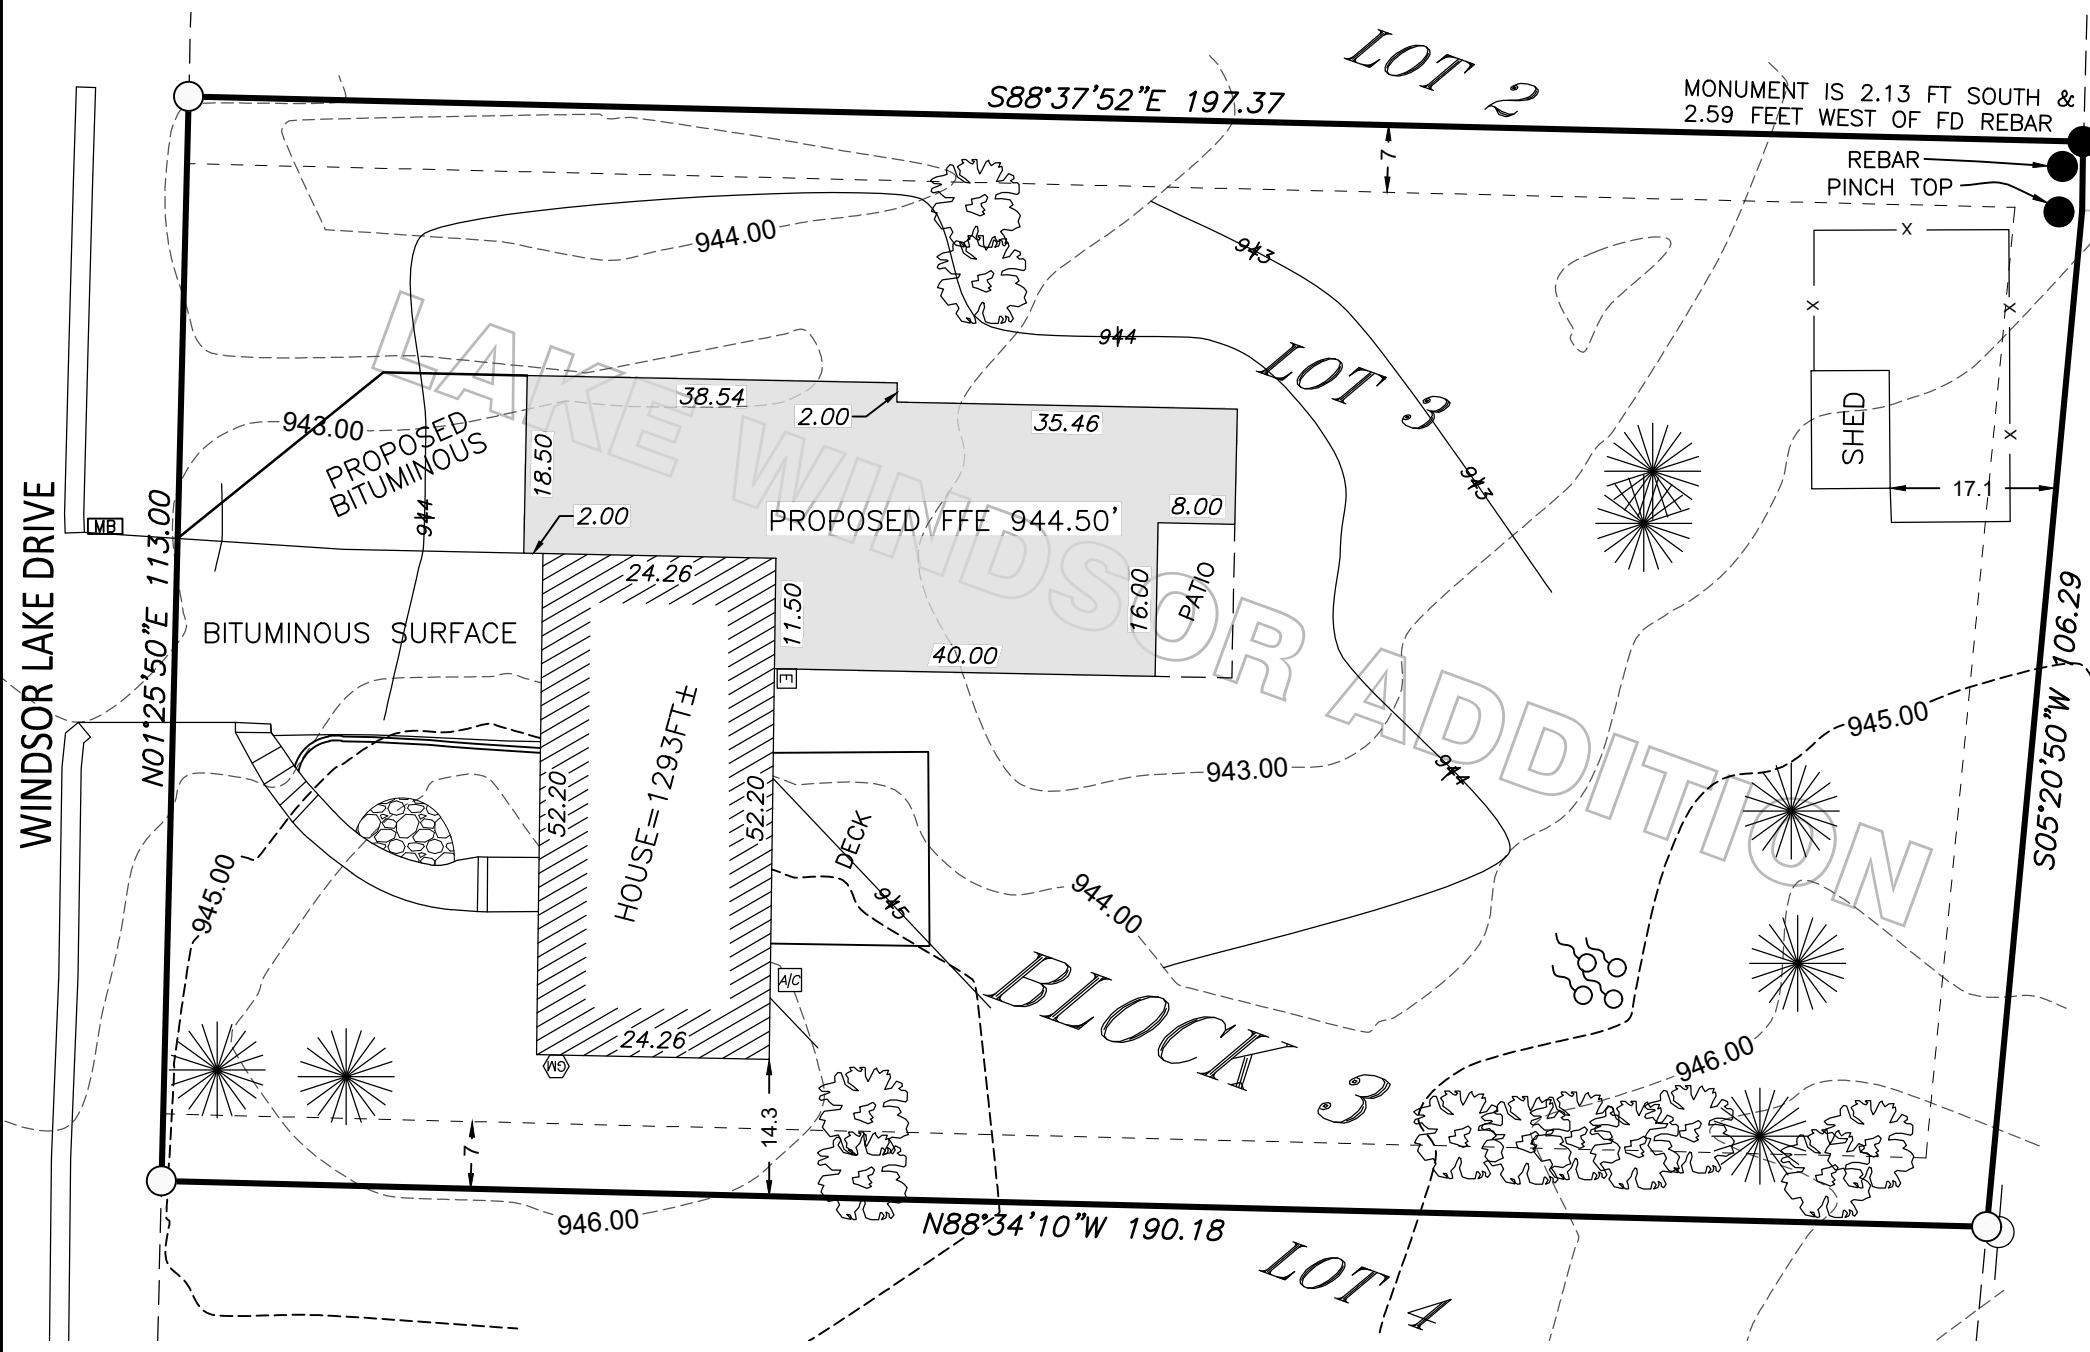 LOT 2
S88°37'52"E 197.37
MONUMENT IS 2.13 FT SOUTH &
2.59 FEET WEST OF FD REBAR
REBAR
PINCH TOP
7
X
944.00
943
X
X
944
LOT 3
38.54
2.00
35.46
943.00
PROPOSED
BITUMINOUS
SHED
X
18.50
943
17.1
8.00
2.00
PROPOSED FFE 944.50'
944
MB
WINDSOR LAKE DRIVE
N01°25'50"E 113.00
24.26
11.50
16.00
PATIO
BITUMINOUS SURFACE
40.00
E
LAKE WINDSOR ADDITION
S05°20'50"W 106.29
945.00
943.00
944
52.20
HOUSE=1293FT±
52.20
DECK
945.00
945
944.00
A/C
BLOCK 3
24.26
GM
946.00
14.3
7
946.00
N88°34'10"W 190.18
LOT 4